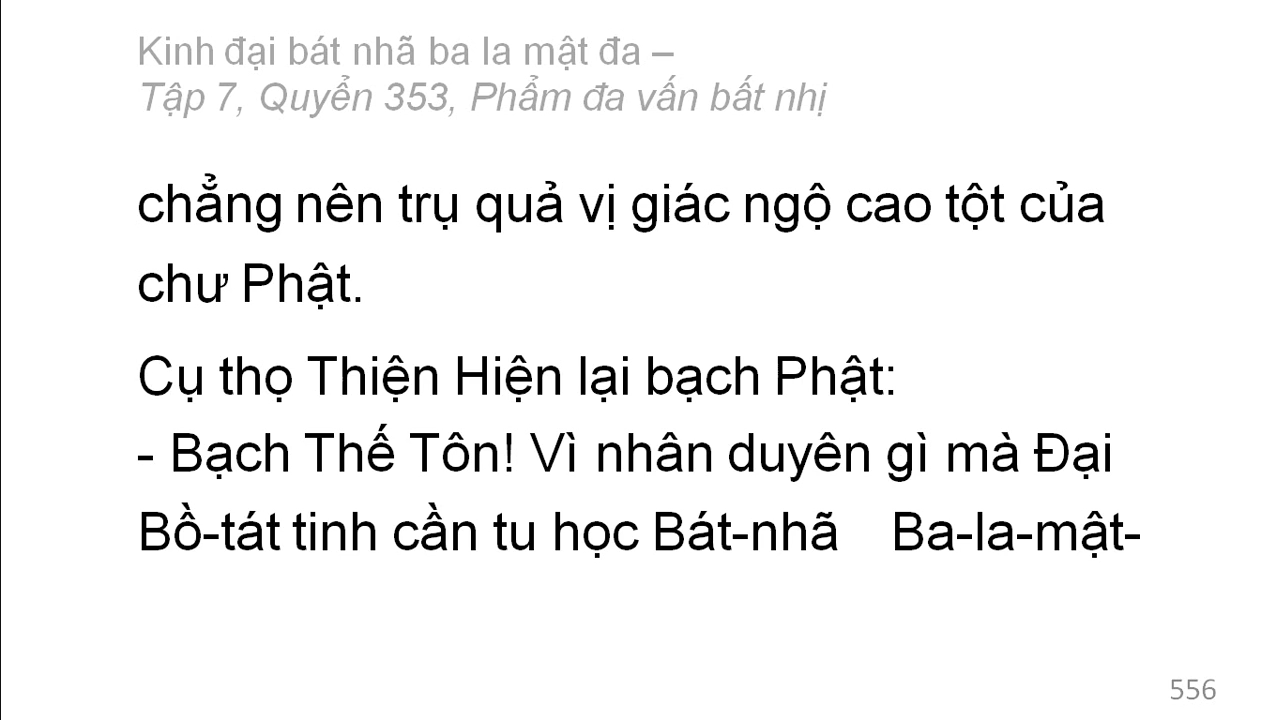 Kinh đại bát nhã ba la mật đa –
Tập 7, Quyển 353, Phẩm đa vấn bất nhị
chẳng nên trụ quả vị giác ngộ cao tột của
chư Phật.
Cụ thọ Thiện Hiện lại bạch Phật:
- Bạch Thế Tôn! Vì nhân duyên gì mà Đại
Bồ-tát tinh cần tu học Bát-nhã Ba-la-mật-
556